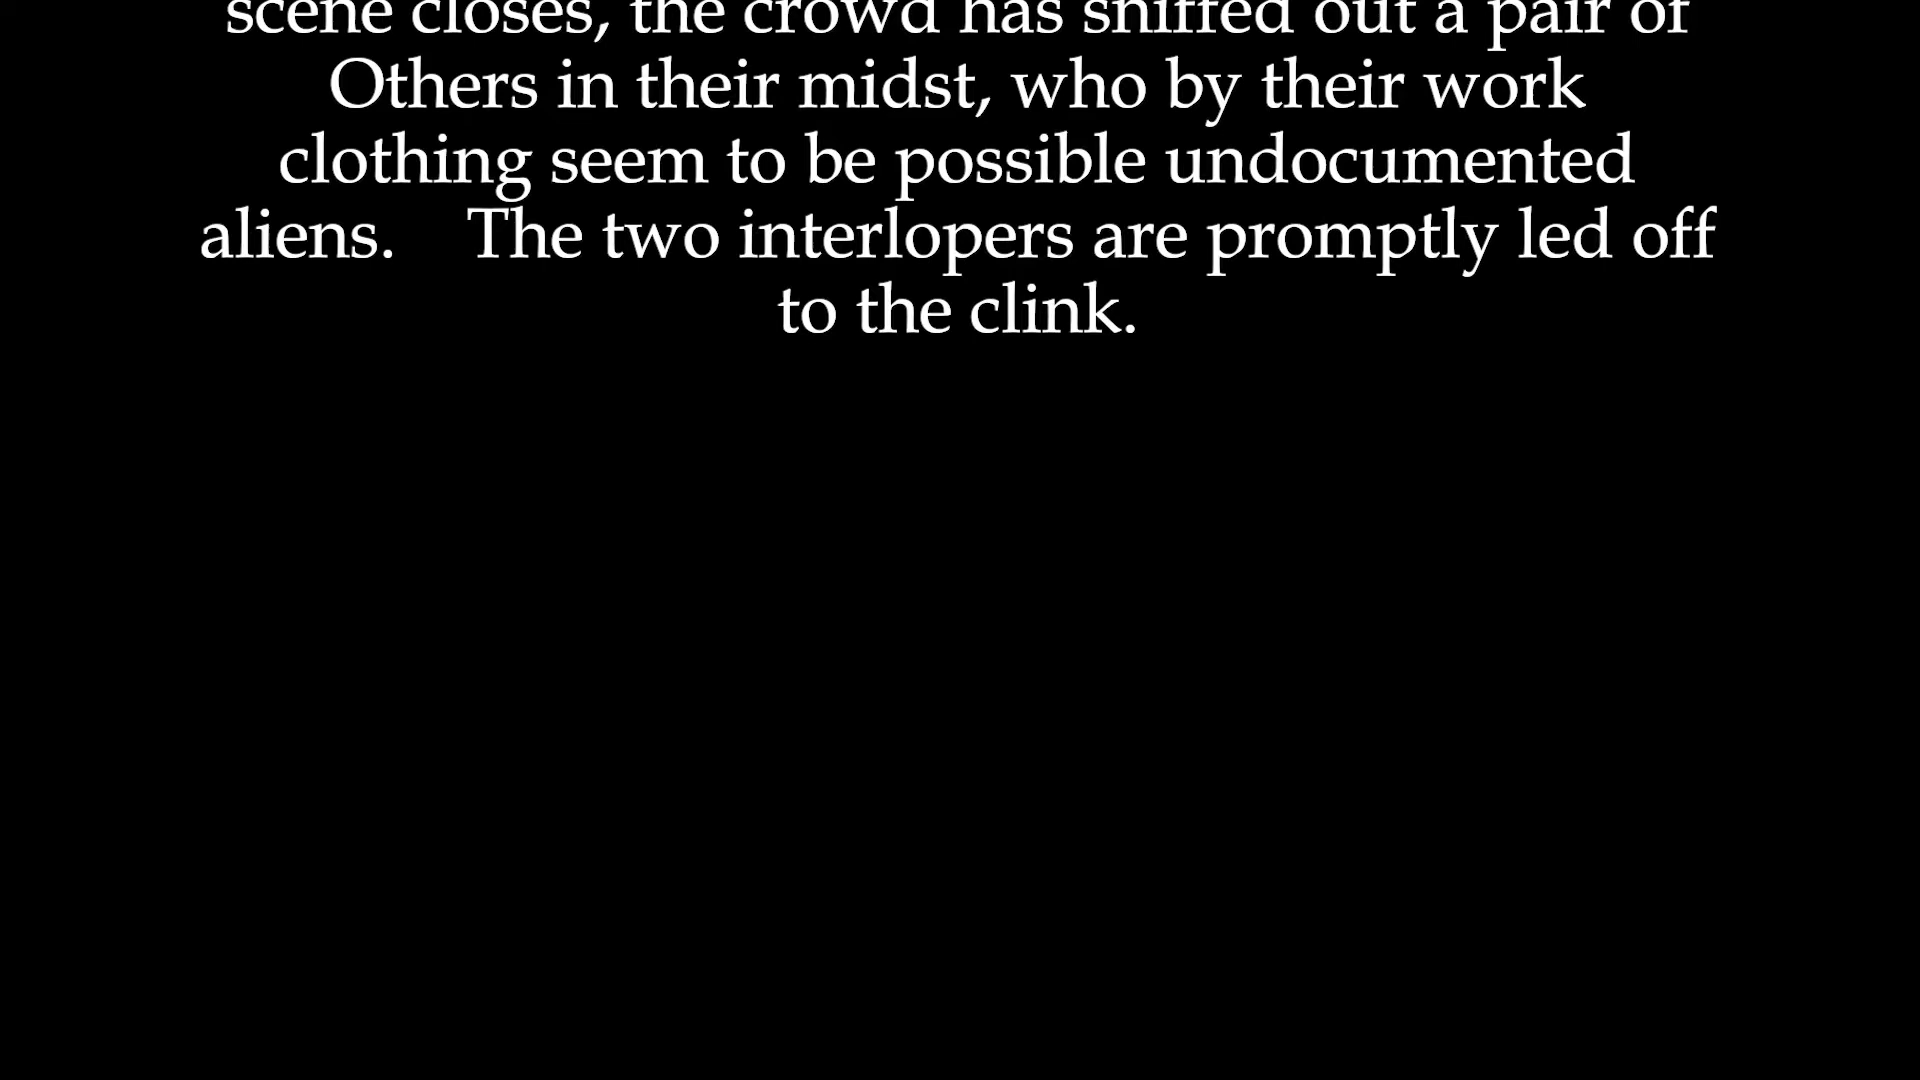 scene closes, the crowd has sniffed out a pair of
Others in their midst, who by their work
clothing seem to be possible undocumented
aliens.    The two interlopers are promptly led off
to the clink.